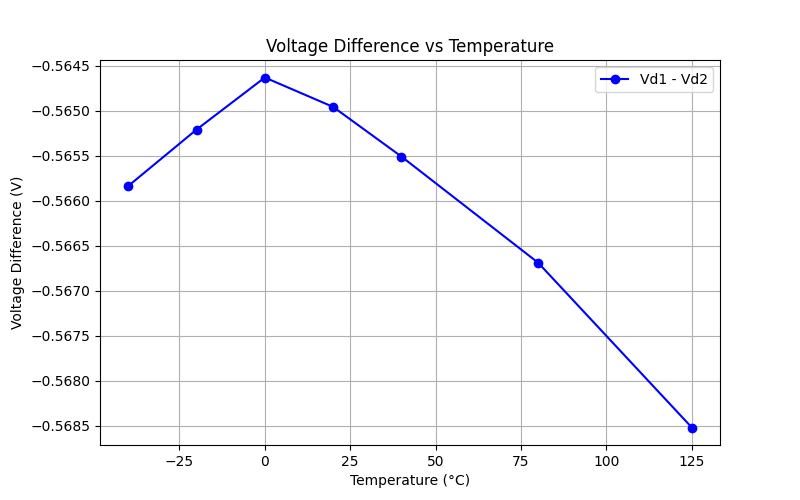 Voltage Difference vs Temperature
Vd1 - Vd2
Voltage Difference (V)
−0.5645
−0.5650
−0.5655
−0.5660
−0.5665
−0.5670
−0.5675
−0.5680
−0.5685
−25 0 25 50 75 100 125
Temperature (°C)